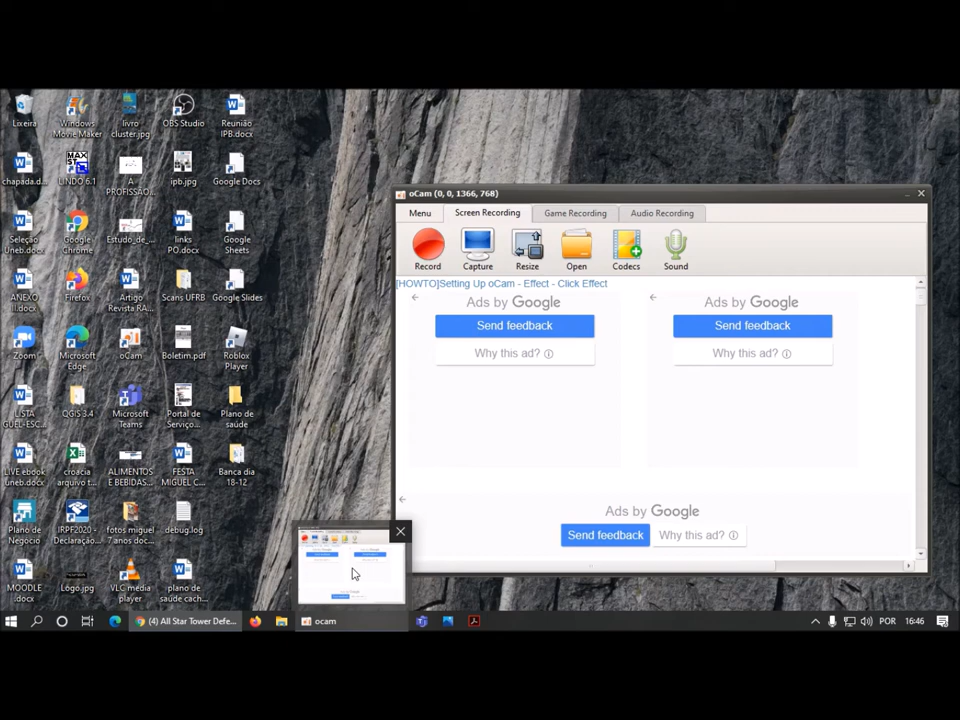 Lixeira
Windows
Movie Maker
livro
cluster.jpg
OBS Studio
Reunião
IPB.docx
chapada.d...
LINDO 6.1
A
PROFISSÃO...
ipb.jpg
Google Docs
Seleção
Uneb.docx
Google
Chrome
Estudo_de_...
links
PO.docx
Google
Sheets
ANEXO
II.docx
Firefox
Artigo
Revista RA...
Scans UFRB
Google Slides
Zoom
Microsoft
Edge
oCam
Boletim.pdf
Roblox
Player
LISTA
GUEL-ESC...
QGIS 3.4
Microsoft
Teams
Portal de
Serviço...
Plano de
saúde
LIVE ebook
uneb.docx
croacia
arquivo t...
ALIMENTOS
E BEBIDAS...
FESTA
MIGUEL C...
Banca dia
18-12
Plano de
Negocio
IRPF2020 -
Declaração...
fotos miguel
7 anos doc...
debug.log
MOODLE
.docx
Logo.jpg
VLC media
player
plano de
saúde cach...
oCam (0, 0, 1366, 768)
Menu
Screen Recording
Game Recording
Audio Recording
Record
Capture
Resize
Open
Codecs
Sound
[HOWTO]Setting Up oCam - Effect - Click Effect
Ads by Google
Send feedback
Why this ad?
Ads by Google
Send feedback
Why this ad?
Ads by Google
Send feedback
Why this ad?
(4) All Star Tower Defe...
ocam
POR
16:46